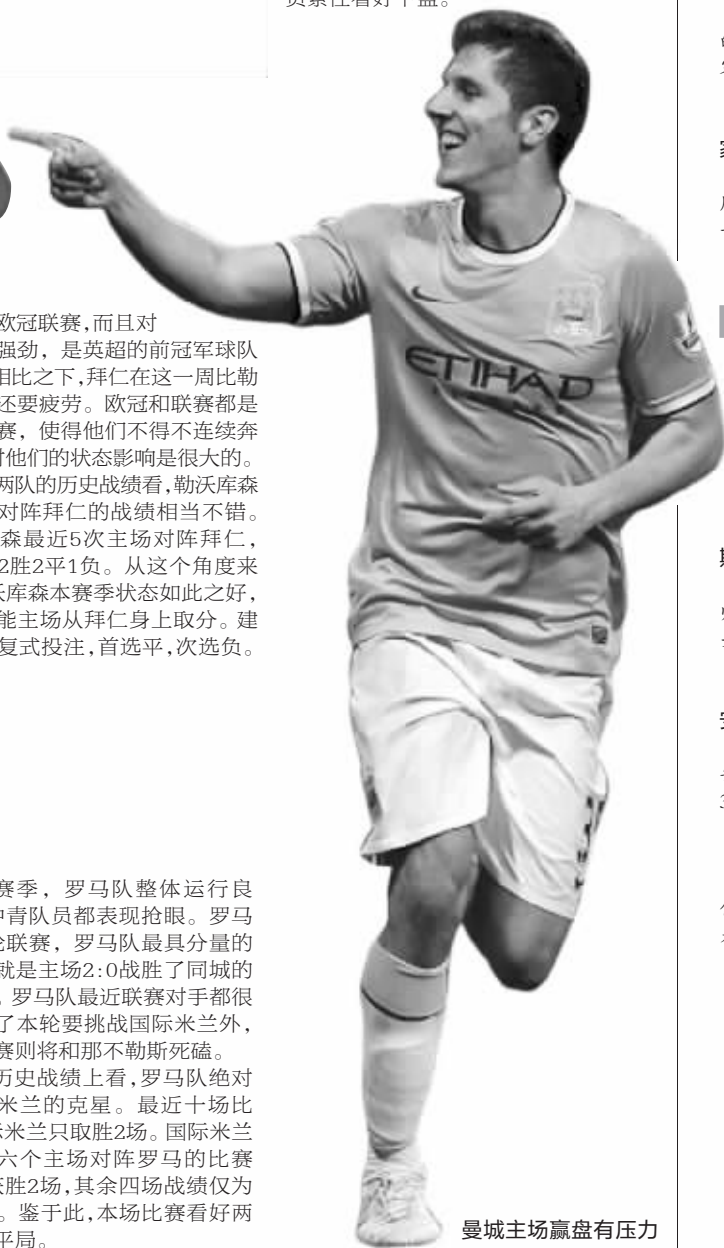 负紧往看好平盘。
欧冠联赛,而且对
强劲，是英超的前冠军球队
相比之下,拜仁在这一周比勒
还要疲劳。欧冠和联赛都是
赛，使得他们不得不连续奔
对他们的状态影响是很大的。
两队的历史战绩看,勒沃库森
对阵拜仁的战绩相当不错。
森最近5次主场对阵拜仁，
2胜2平1负。从这个角度来
沃库森本赛季状态如此之好，
能主场从拜仁身上取分。建
复式投注,首选平,次选负。
赛季，罗马队整体运行良
中青队员都表现抢眼。罗马
轮联赛，罗马队最具分量的
就是主场2:0战胜了同城的
。罗马队最近联赛对手都很
了本轮要挑战国际米兰外，
赛则将和那不勒斯死磕。
历史战绩上看,罗马队绝对
米兰的克星。最近十场比
际米兰只取胜2场。国际米兰
六个主场对阵罗马的比赛
获胜2场,其余四场战绩仅为
。鉴于此,本场比赛看好两
平局。
ETIHAD
曼城主场赢盘有压力